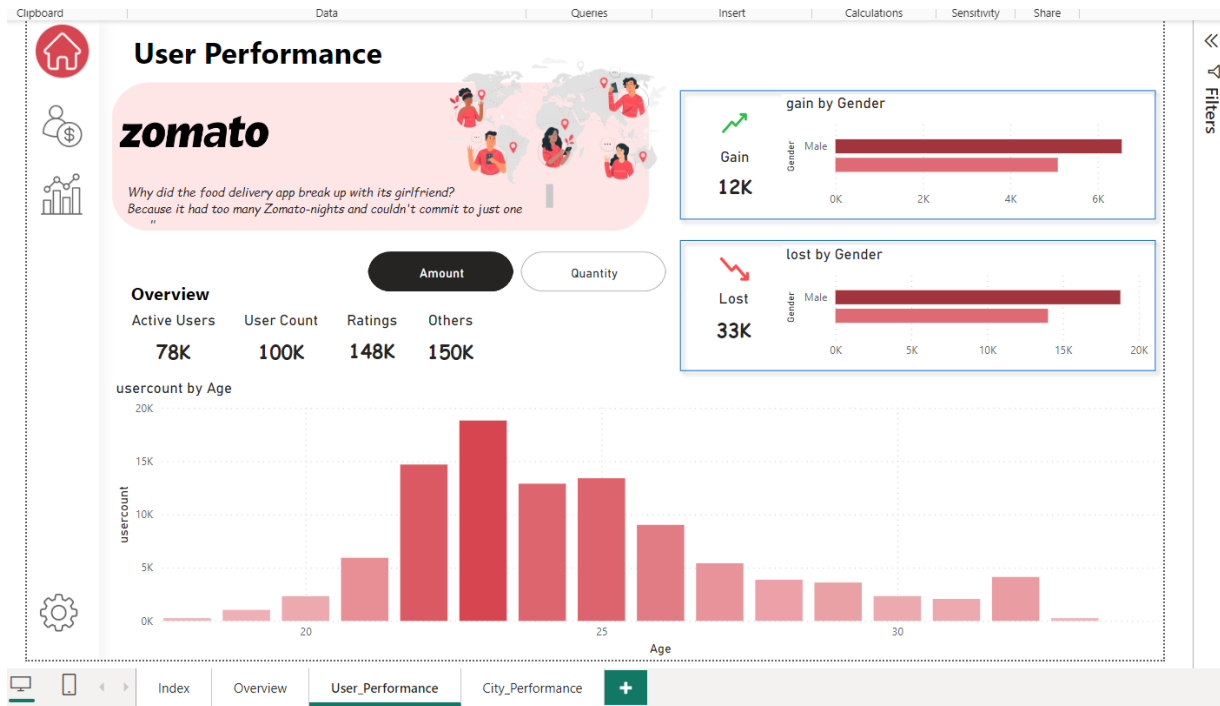 Clipboard Data Queries Insert Calculations Sensitivity Share
User Performance
zomato
Why did the food delivery app break up with its girlfriend?
Because it had too many Zomato-nights and couldn't commit to just one
"
Gain
12K
gain by Gender
Gender
Male
0K 2K 4K 6K
Lost
33K
lost by Gender
Gender
Male
0K 5K 10K 15K 20K
Amount
Quantity
Overview
Active Users User Count Ratings Others
78K 100K 148K 150K
usercount by Age
usercount
20K
15K
10K
5K
0K
20 25 30
Age
Filters
Index Overview User_Performance City_Performance